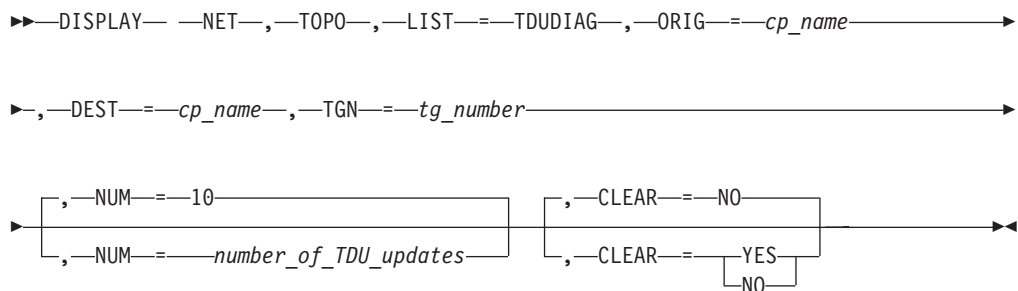 DISPLAY NET , TOPO , LIST = TDUDIAG , ORIG = cp_name
, DEST = cp_name , TGN = tg_number
, NUM = 10 , CLEAR = NO
, NUM = number_of_TDU_updates , CLEAR = YES
NO